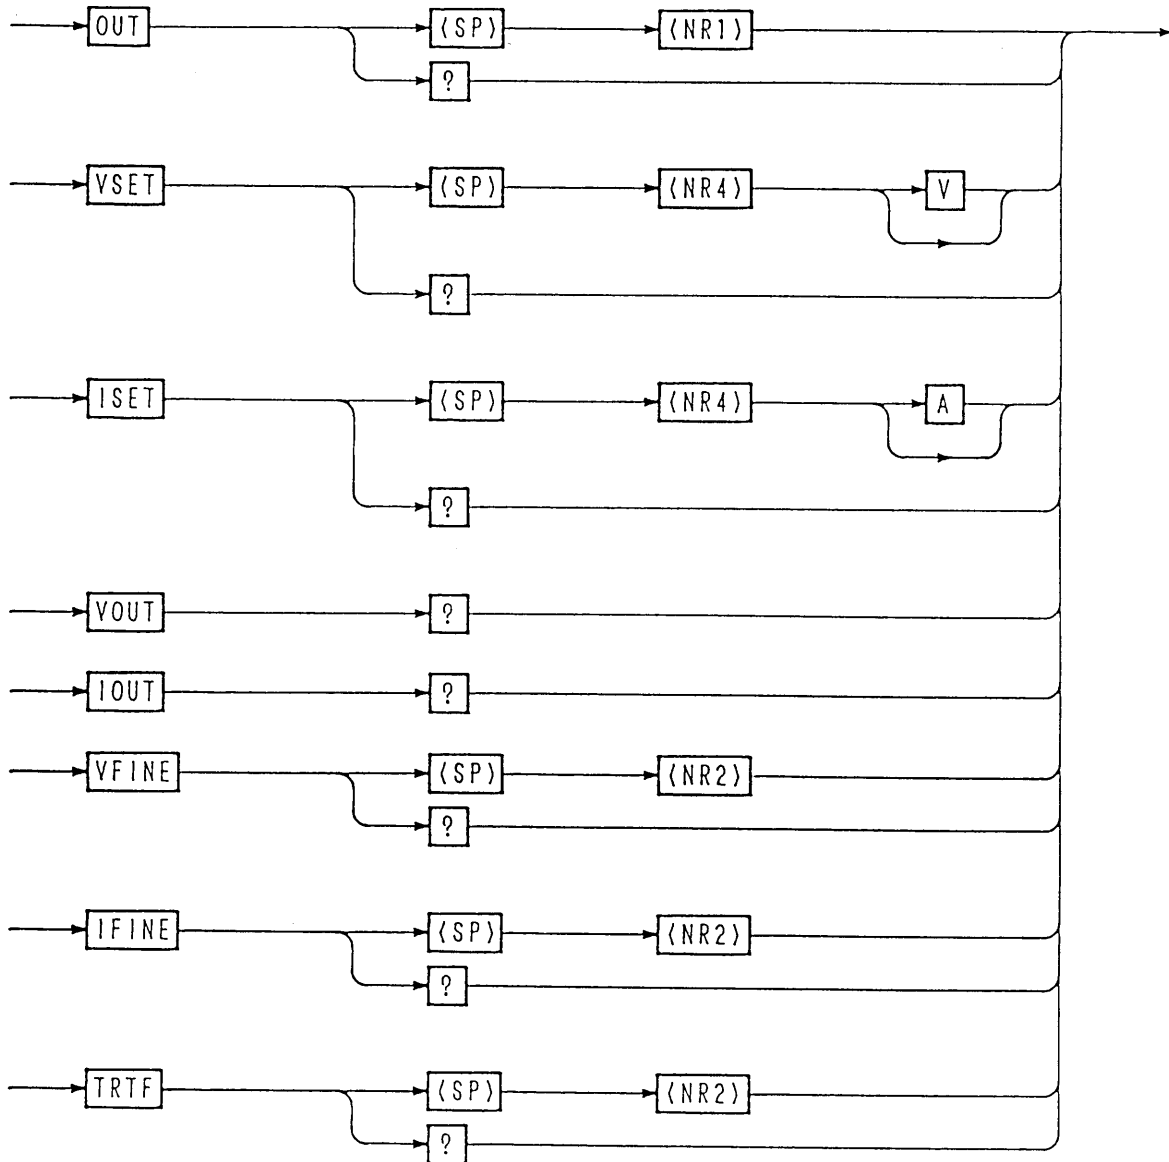 OUT ⟨SP⟩ ⟨NR1⟩
?
VSET ⟨SP⟩ ⟨NR4⟩ V
?
ISET ⟨SP⟩ ⟨NR4⟩ A
?
VOUT ?
IOUT ?
VFINE ⟨SP⟩ ⟨NR2⟩
?
IFINE ⟨SP⟩ ⟨NR2⟩
?
TRTF ⟨SP⟩ ⟨NR2⟩
?